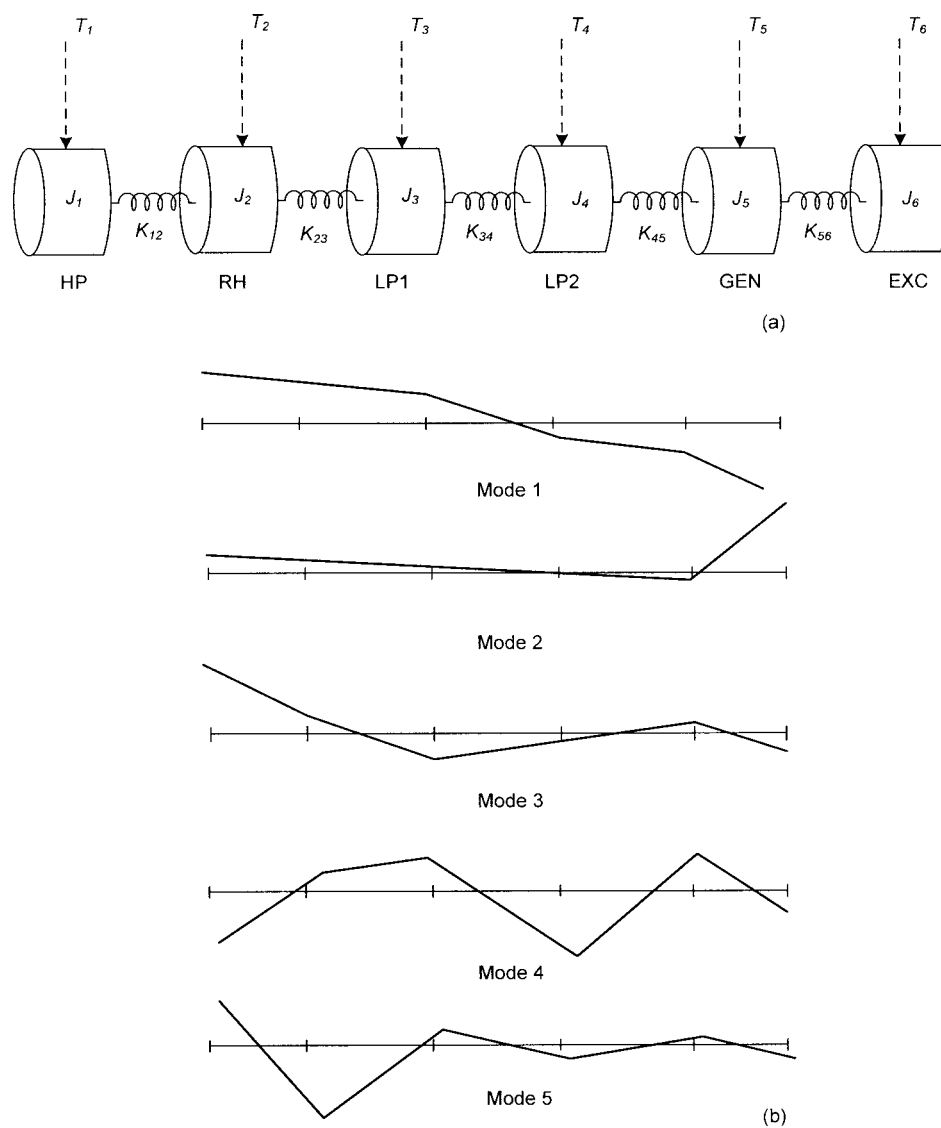 T1 T2 T3 T4 T5 T6
J1 J2 J3 J4 J5 J6
K12 K23 K34 K45 K56
HP RH LP1 LP2 GEN EXC
(a)
Mode 1
Mode 2
Mode 3
Mode 4
Mode 5
(b)